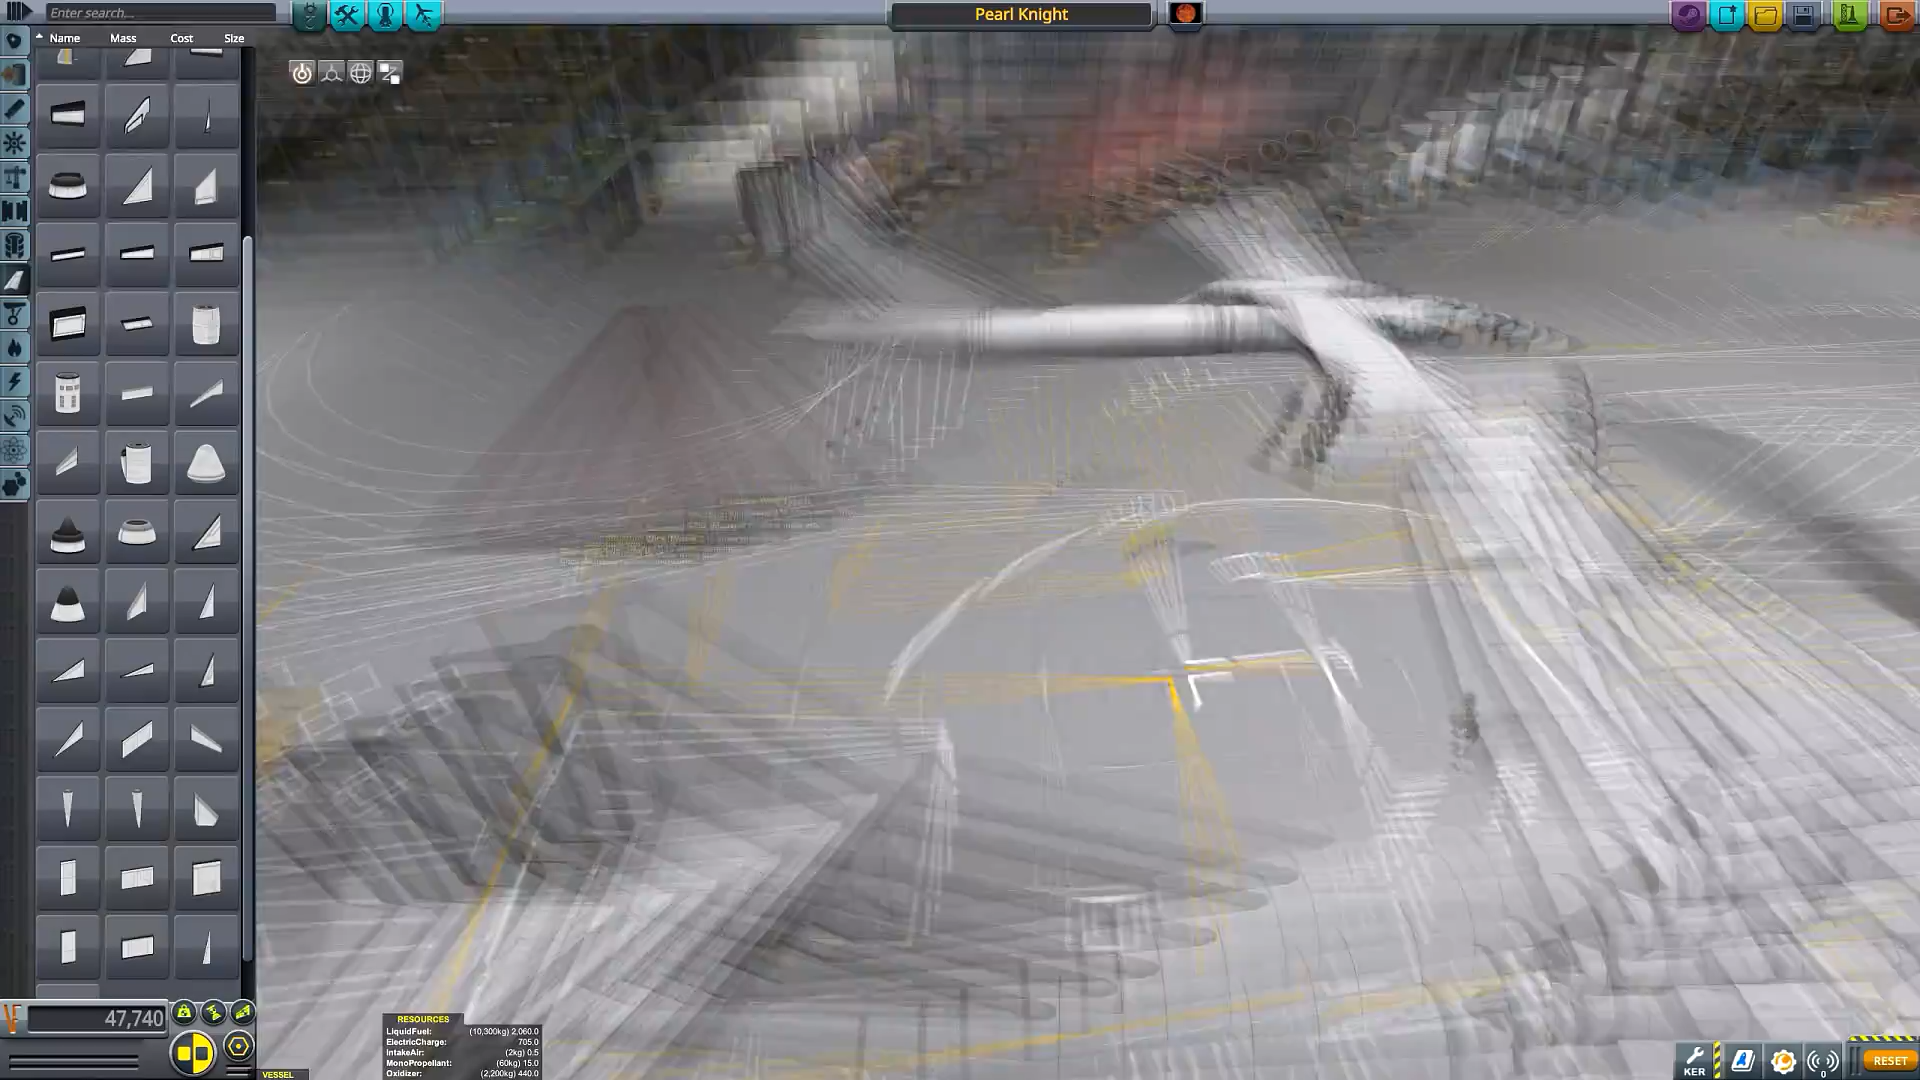 Enter search...
Pearl Knight
Name Mass Cost Size
47,740
RESOURCES
LiquidFuel: (10,300kg) 2,060.0
ElectricCharge: 705.0
IntakeAir: (2kg) 0.5
MonoPropellant: (60kg) 15.0
Oxidizer: (2,200kg) 440.0
VESSEL
KER
0
RESET